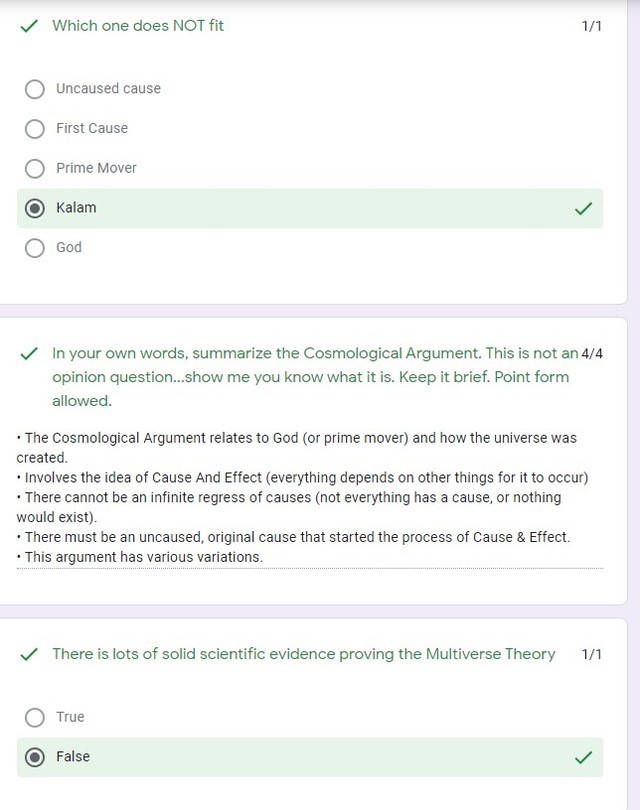 Which one does NOT fit 1/1
Uncaused cause
First Cause
Prime Mover
Kalam
God
In your own words, summarize the Cosmological Argument. This is not an 4/4
opinion question...show me you know what it is. Keep it brief. Point form
allowed.
• The Cosmological Argument relates to God (or prime mover) and how the universe was
created.
• Involves the idea of Cause And Effect (everything depends on other things for it to occur)
• There cannot be an infinite regress of causes (not everything has a cause, or nothing
would exist).
• There must be an uncaused, original cause that started the process of Cause & Effect.
• This argument has various variations.
There is lots of solid scientific evidence proving the Multiverse Theory 1/1
True
False